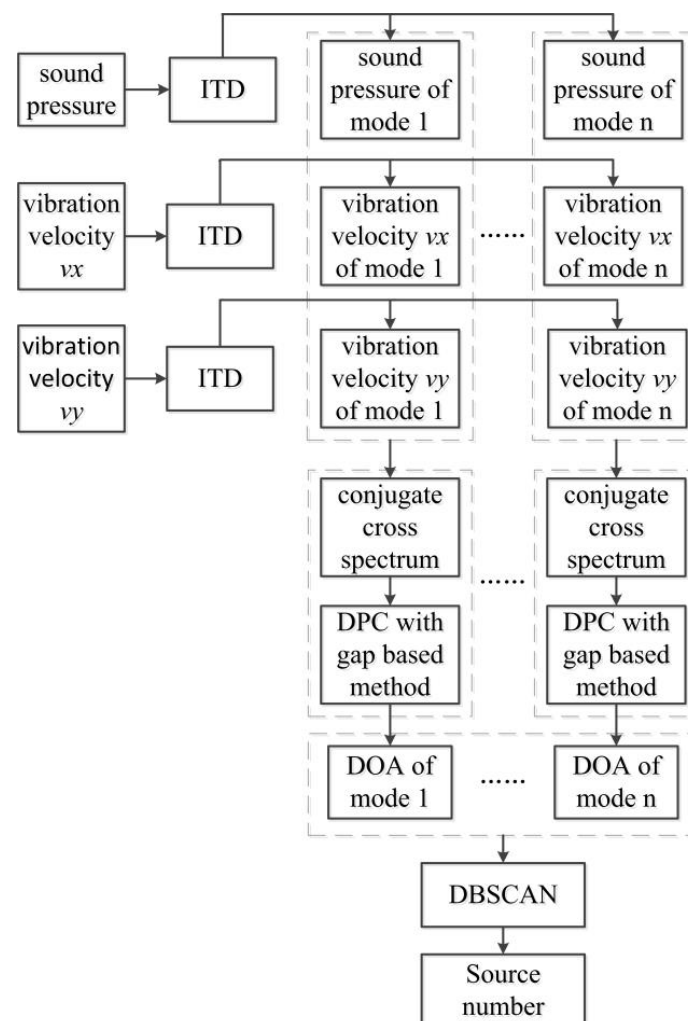 sound
pressure
ITD
sound
pressure of
mode 1
sound
pressure of
mode n
vibration
velocity
vx
ITD
vibration
velocity vx
of mode 1
......
vibration
velocity vx
of mode n
vibration
velocity
vy
ITD
vibration
velocity vy
of mode 1
vibration
velocity vy
of mode n
conjugate
cross
spectrum
conjugate
cross
spectrum
......
DPC with
gap based
method
DPC with
gap based
method
DOA of
mode 1
......
DOA of
mode n
DBSCAN
Source
number